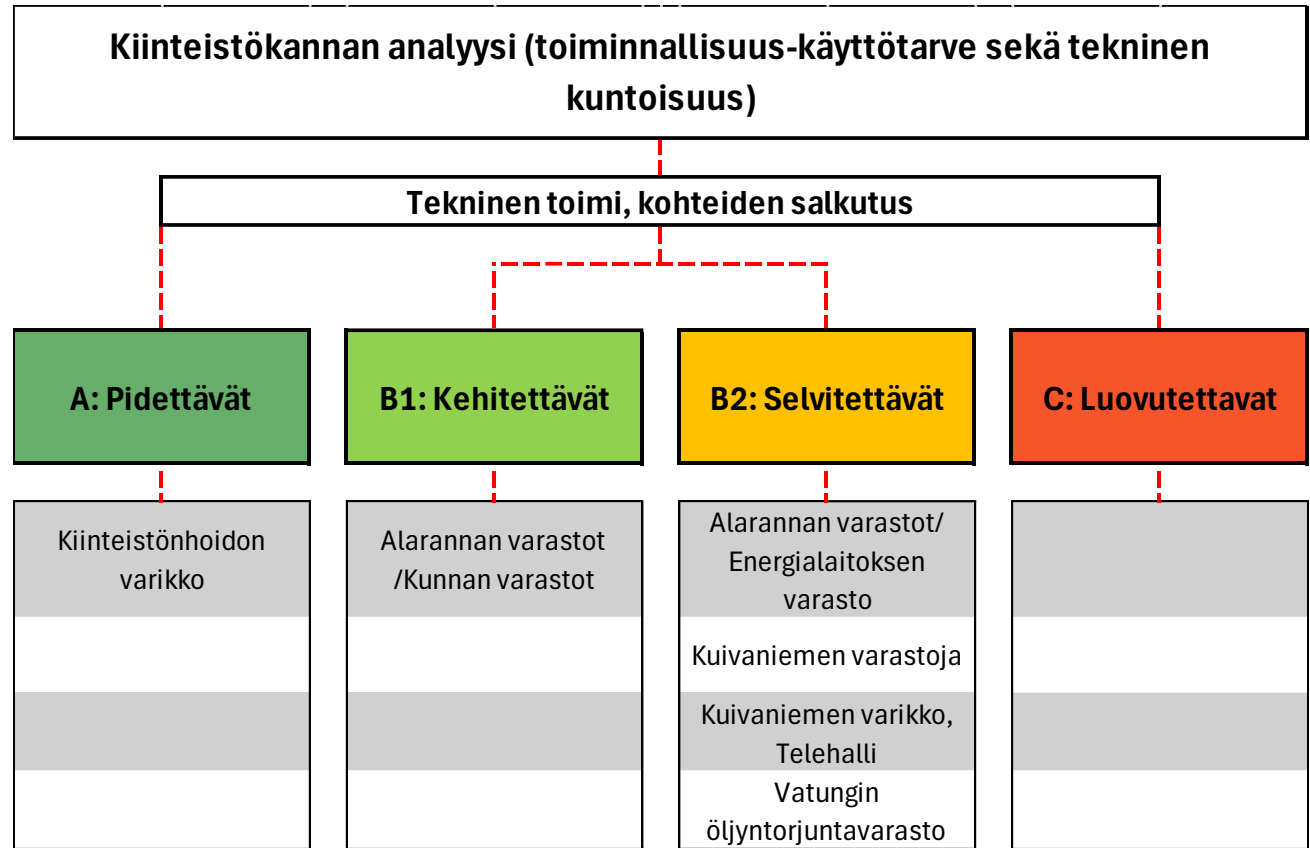 Kiinteistökannan analyysi (toiminnallisuus-käyttötarve sekä tekninen
kuntoisuus)
Tekninen toimi, kohteiden salkutus
A: Pidettävät
B1: Kehitettävät
B2: Selvitettävät
C: Luovutettavat
Kiinteistönhoidon
varikko
Alarannan varastot
/Kunnan varastot
Alarannan varastot/
Energialaitoksen
varasto
Kuivaniemen varastoja
Kuivaniemen varikko,
Telehalli
Vatungin
öljyntorjuntavarasto